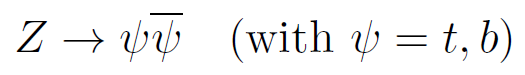 Z → ψψ̅ (with ψ = t, b)